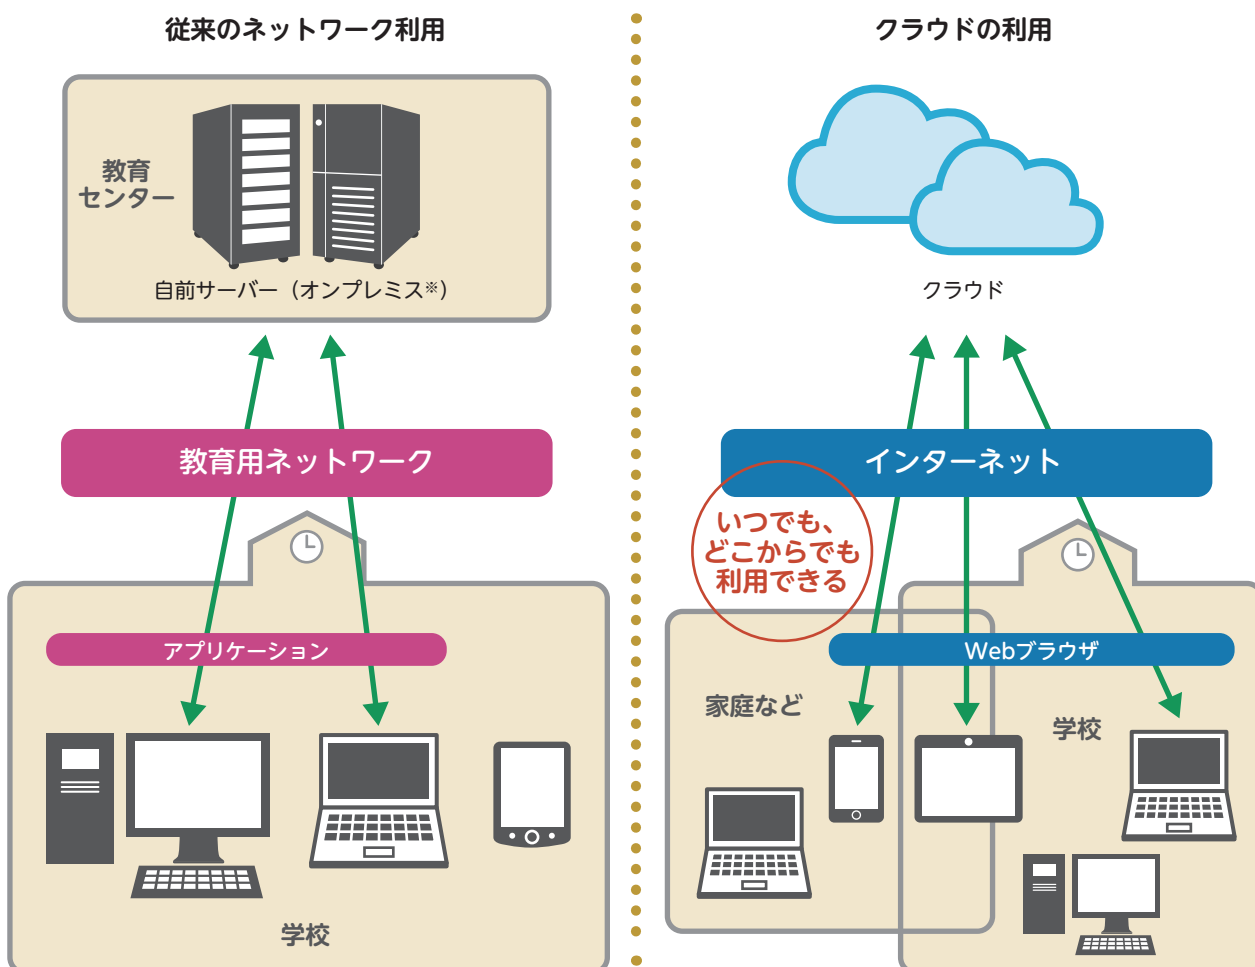 従来のネットワーク利用
教育
センター
自前サーバー（オンプレミス※）
教育用ネットワーク
アプリケーション
学校
クラウドの利用
クラウド
インターネット
いつでも、
どこからでも
利用できる
Webブラウザ
家庭など
学校